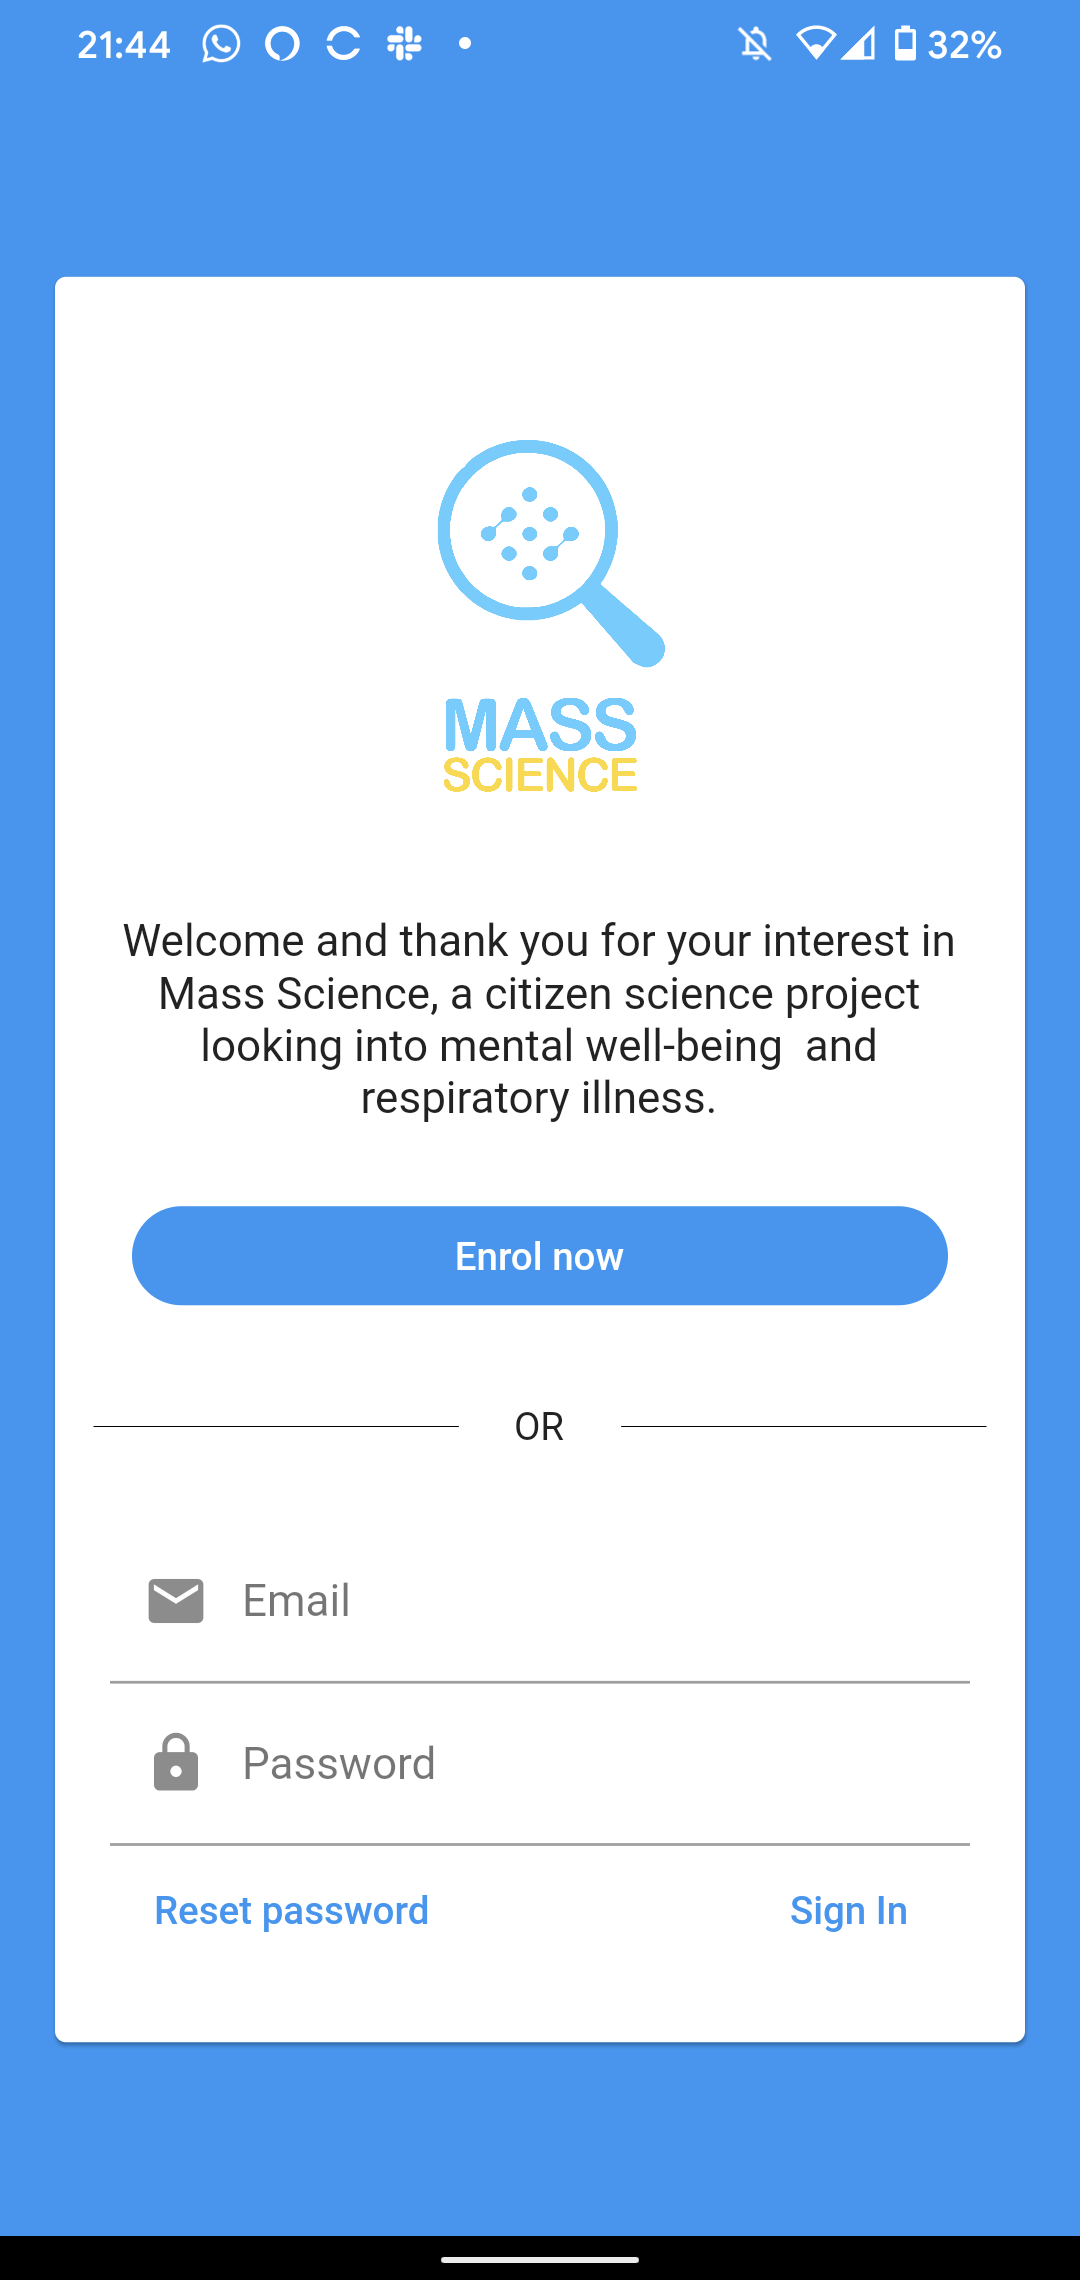 21:44
32%
MASS
SCIENCE
Welcome and thank you for your interest in
Mass Science, a citizen science project
looking into mental well-being  and
respiratory illness.
Enrol now
OR
Email
Password
Reset password
Sign In